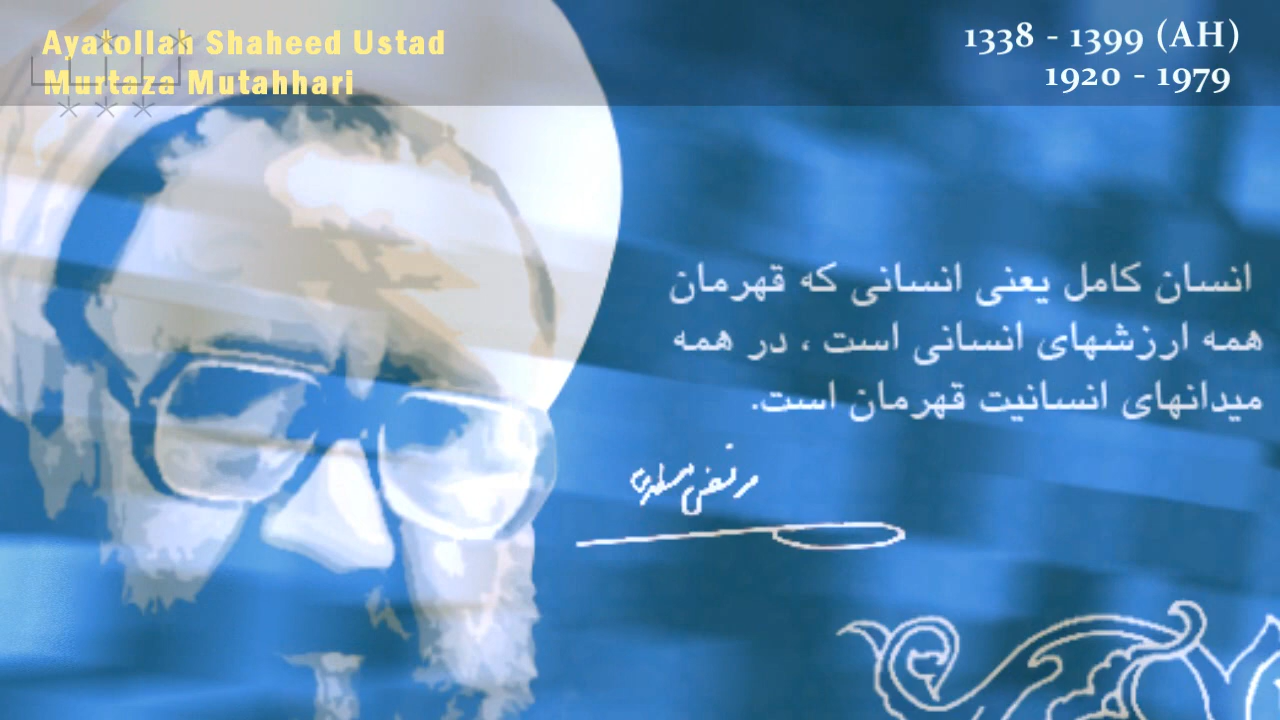 Ayatollah Shaheed Ustad
Murtaza Mutahhari
1338 - 1399 (AH)
1920 - 1979
انسان کامل یعنی انسانی که قهرمان
همه ارزشهای انسانی است ، در همه
میدانهای انسانیت قهرمان است.
مرتضی مطهری